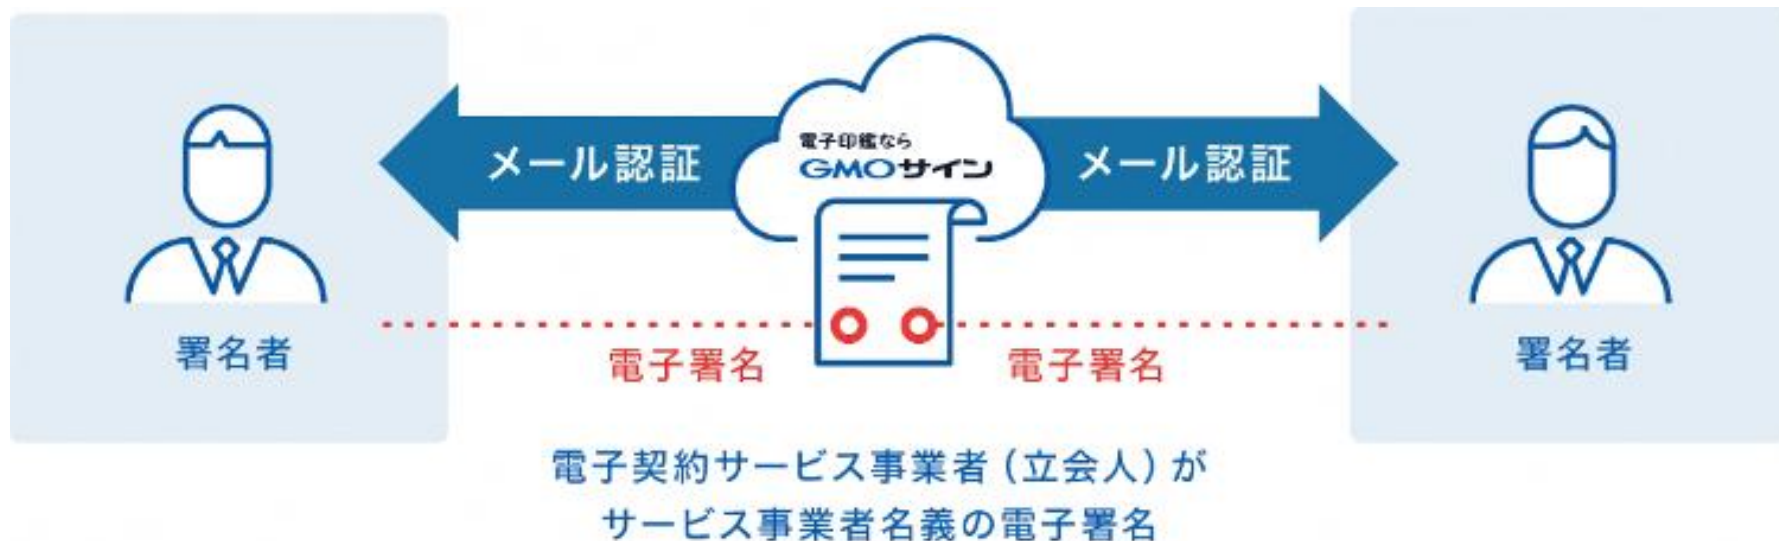 電子印鑑なら
GMOサイン
メール認証
メール認証
署名者
電子署名
電子署名
署名者
電子契約サービス事業者(立会人)が
サービス事業者名義の電子署名